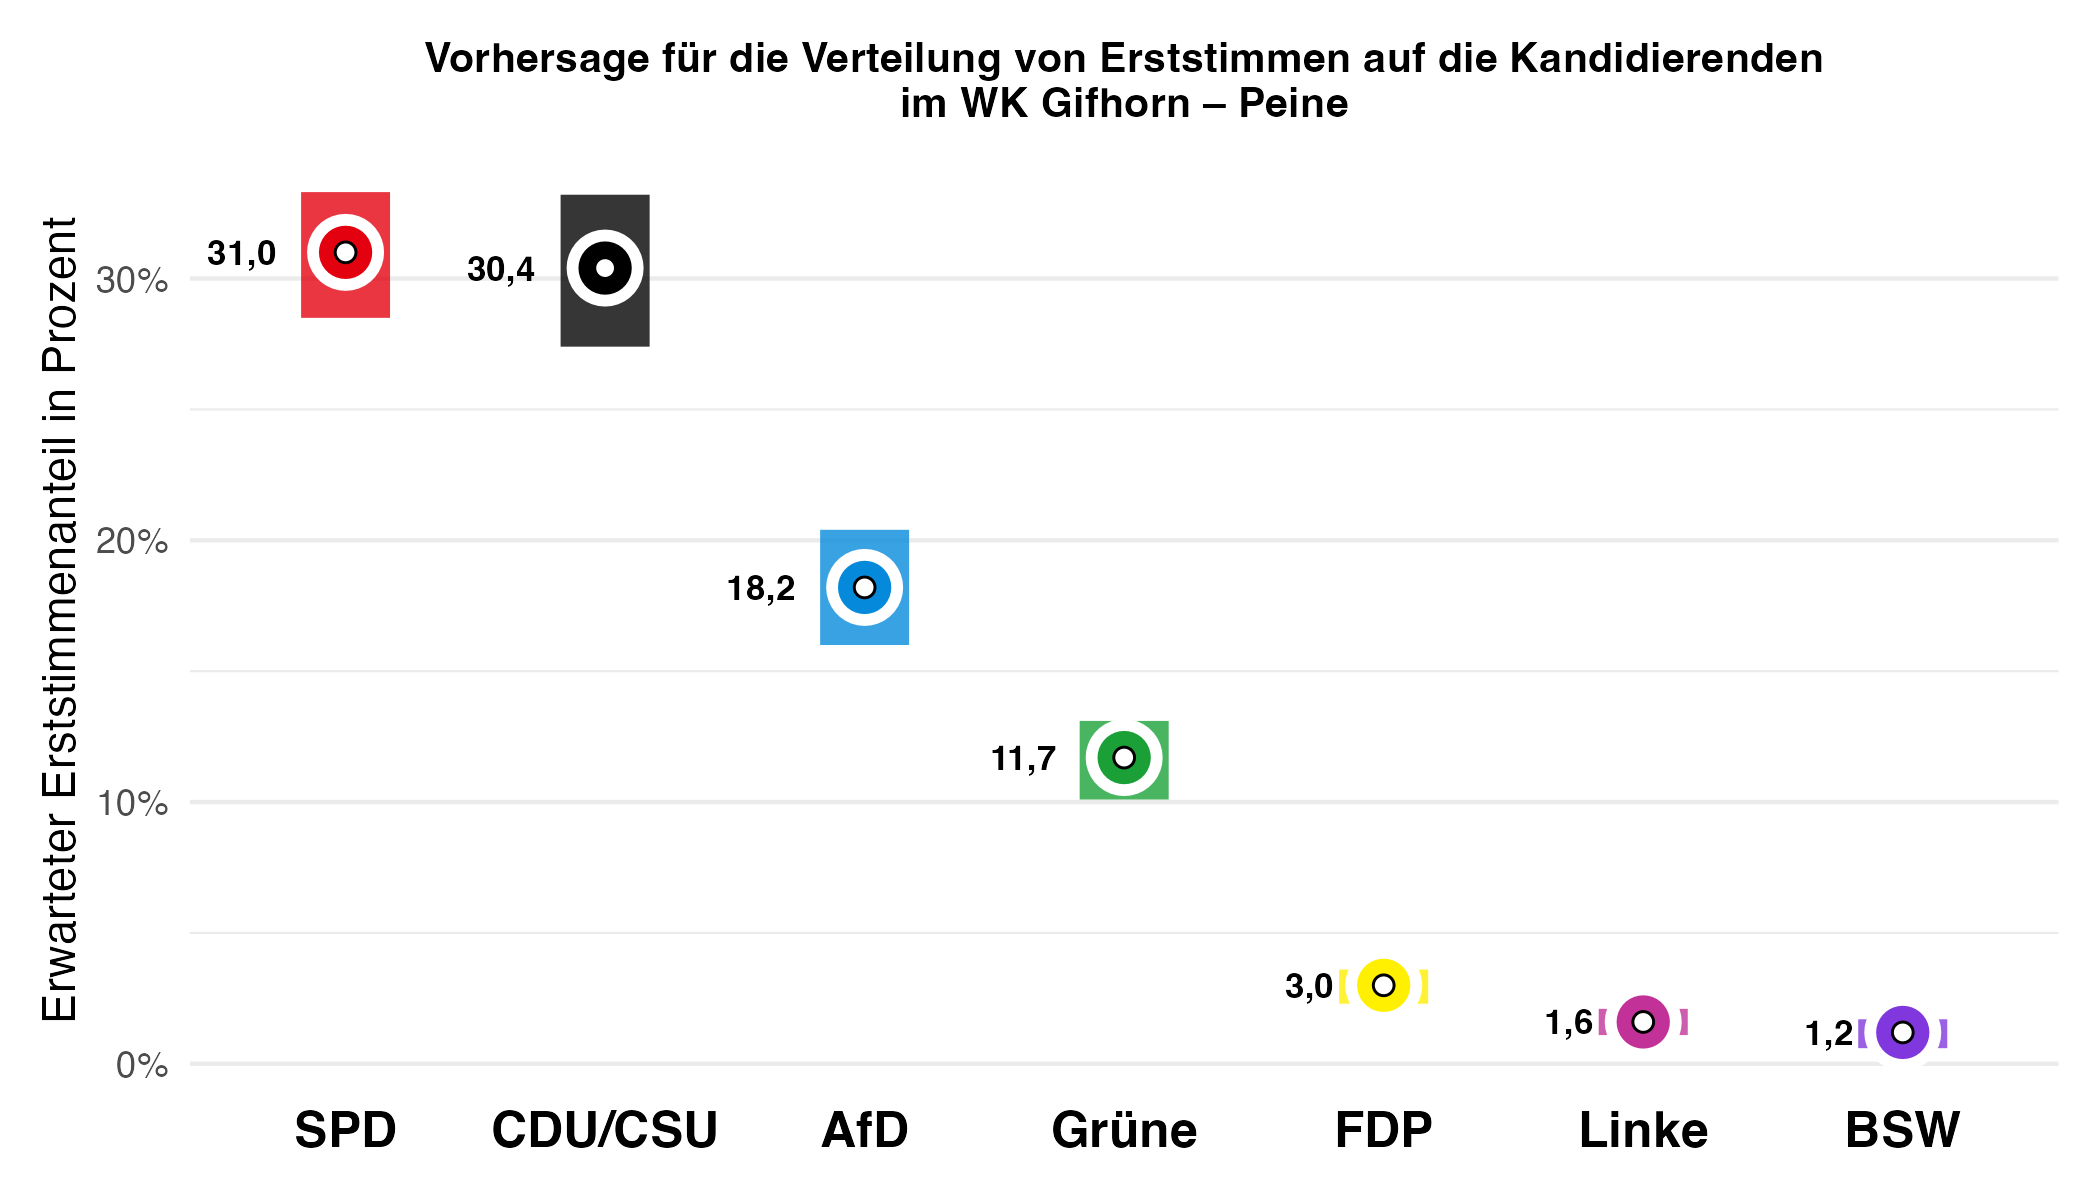 Vorhersage für die Verteilung von Erststimmen auf die Kandidierenden
im WK Gifhorn – Peine
Erwarteter Erststimmenanteil in Prozent
30%
20%
10%
0%
31,0
30,4
18,2
11,7
3,0
1,6
1,2
SPD
CDU/CSU
AfD
Grüne
FDP
Linke
BSW